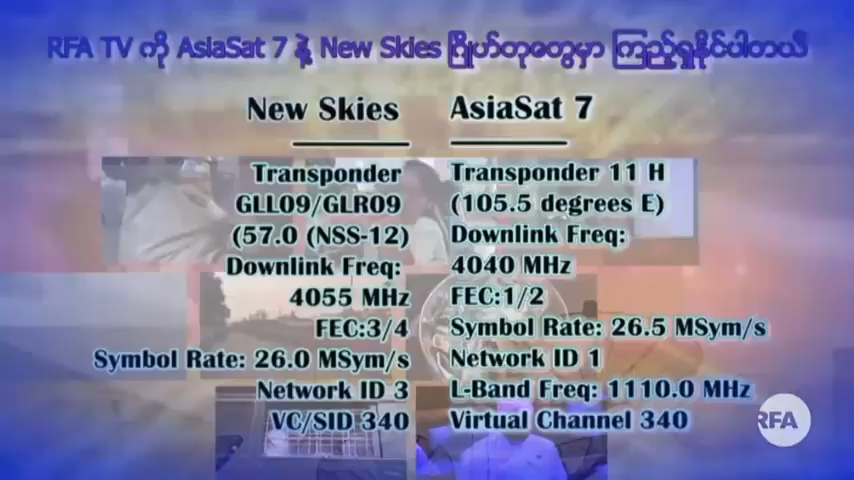 RFA TV ကို AsiaSat 7 နဲ့ New Skies ဂြိုဟ်တုတွေမှာ ကြည့်ရှုနိုင်ပါတယ်
New Skies
Transponder
GLL09/GLR09
(57.0 (NSS-12)
Downlink Freq:
4055 MHz
FEC:3/4
Symbol Rate: 26.0 MSym/s
Network ID 3
VC/SID 340
AsiaSat 7
Transponder 11 H
(105.5 degrees E)
Downlink Freq:
4040 MHz
FEC:1/2
Symbol Rate: 26.5 MSym/s
Network ID 1
L-Band Freq: 1110.0 MHz
Virtual Channel 340
RFA